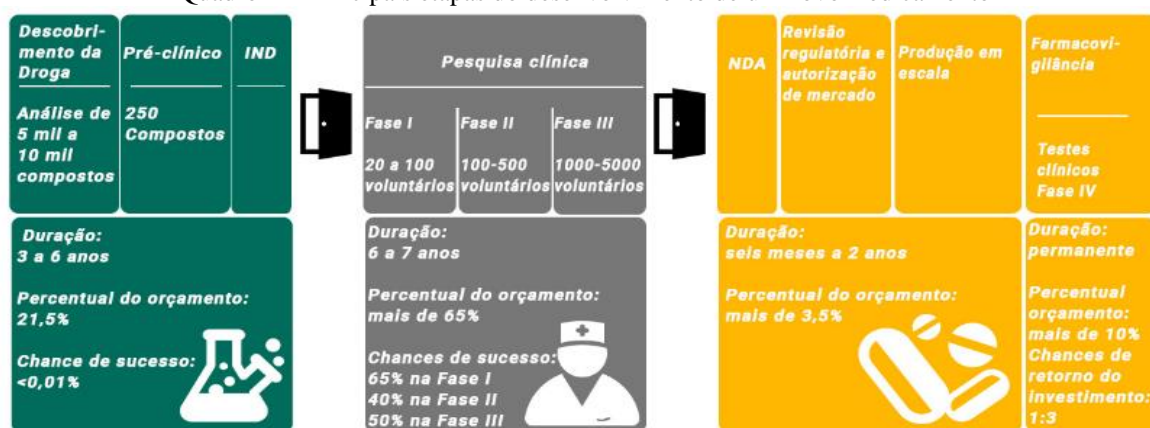 Descobri-
mento da
Droga
Análise de
5 mil a
10 mil
compostos
Pré-clínico
250
Compostos
IND
Pesquisa clínica
Fase I
20 a 100
voluntários
Fase II
100-500
voluntários
Fase III
1000-5000
voluntários
NDA
Revisão
regulatória e
autorização
de mercado
Produção em
escala
Farmacovi-
gilância
Testes
clínicos
Fase IV
Duração:
3 a 6 anos
Percentual do orçamento:
21,5%
Chance de sucesso:
<0,01%
Duração:
6 a 7 anos
Percentual do orçamento:
mais de 65%
Chances de sucesso:
65% na Fase I
40% na Fase II
50% na Fase III
Duração:
seis meses a 2 anos
Percentual do orçamento:
mais de 3,5%
Duração:
permanente
Percentual
orçamento:
mais de 10%
Chances de
retorno do
investimento:
1:3